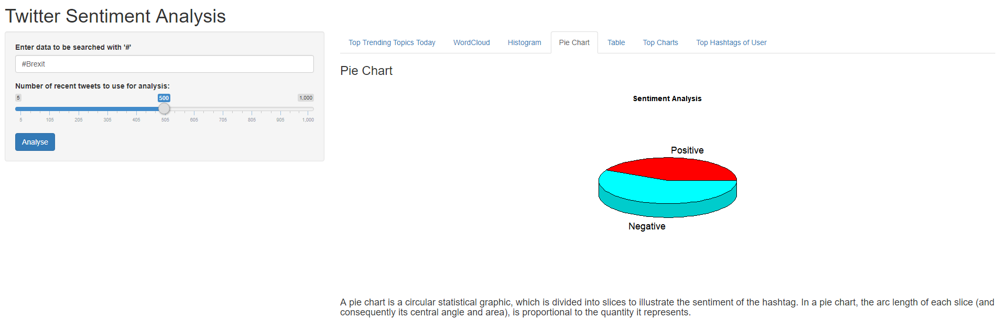 Twitter Sentiment Analysis
Enter data to be searched with '#'
#Brexit
Number of recent tweets to use for analysis:
5 500 1,000
5 105 205 305 405 505 605 705 805 905 1,000
Analyse
Top Trending Topics Today WordCloud Histogram Pie Chart Table Top Charts Top Hashtags of User
Pie Chart
Sentiment Analysis
Positive
Negative
A pie chart is a circular statistical graphic, which is divided into slices to illustrate the sentiment of the hashtag. In a pie chart, the arc length of each slice (and
consequently its central angle and area), is proportional to the quantity it represents.